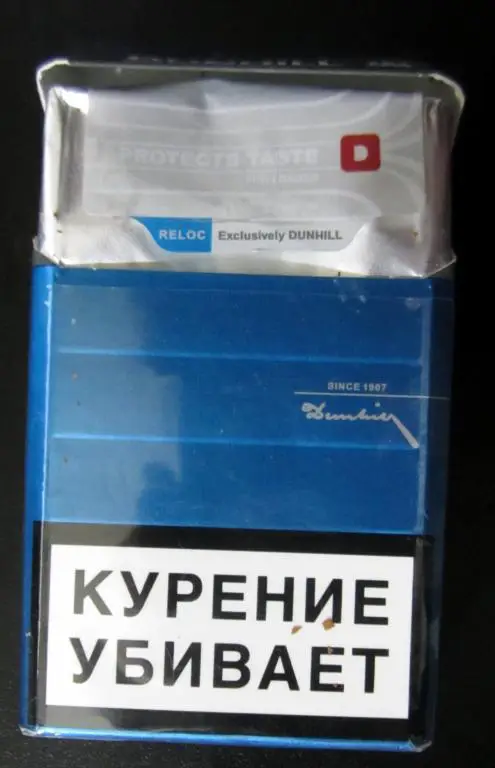 PROTECTS TASTE
D
RELOC Exclusively DUNHILL
SINCE 1907
Dunhill
КУРЕНИЕ
УБИВАЕТ